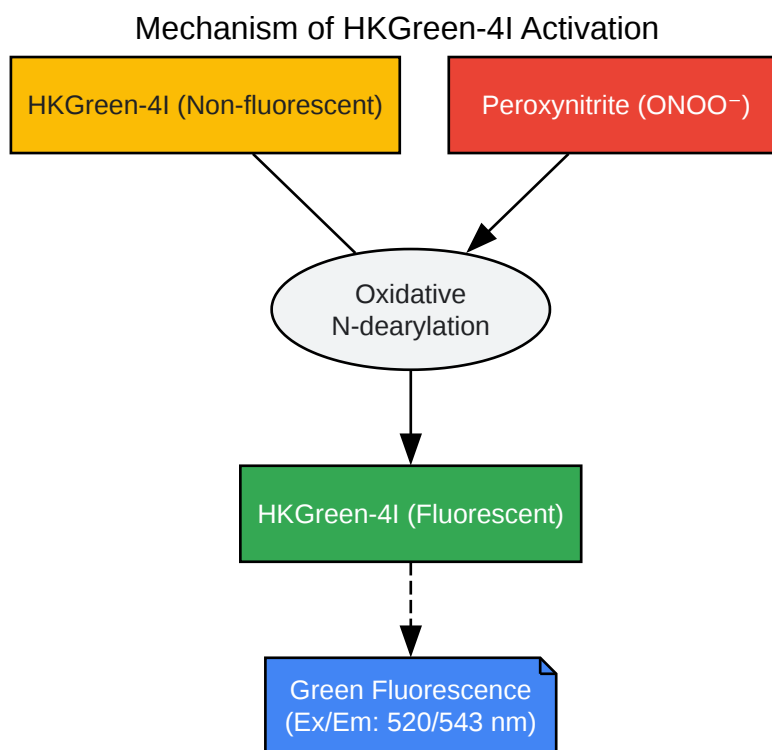 Mechanism of HKGreen-4I Activation
HKGreen-4I (Non-fluorescent)
Peroxynitrite (ONOO⁻)
Oxidative
N-dearylation
HKGreen-4I (Fluorescent)
Green Fluorescence
(Ex/Em: 520/543 nm)